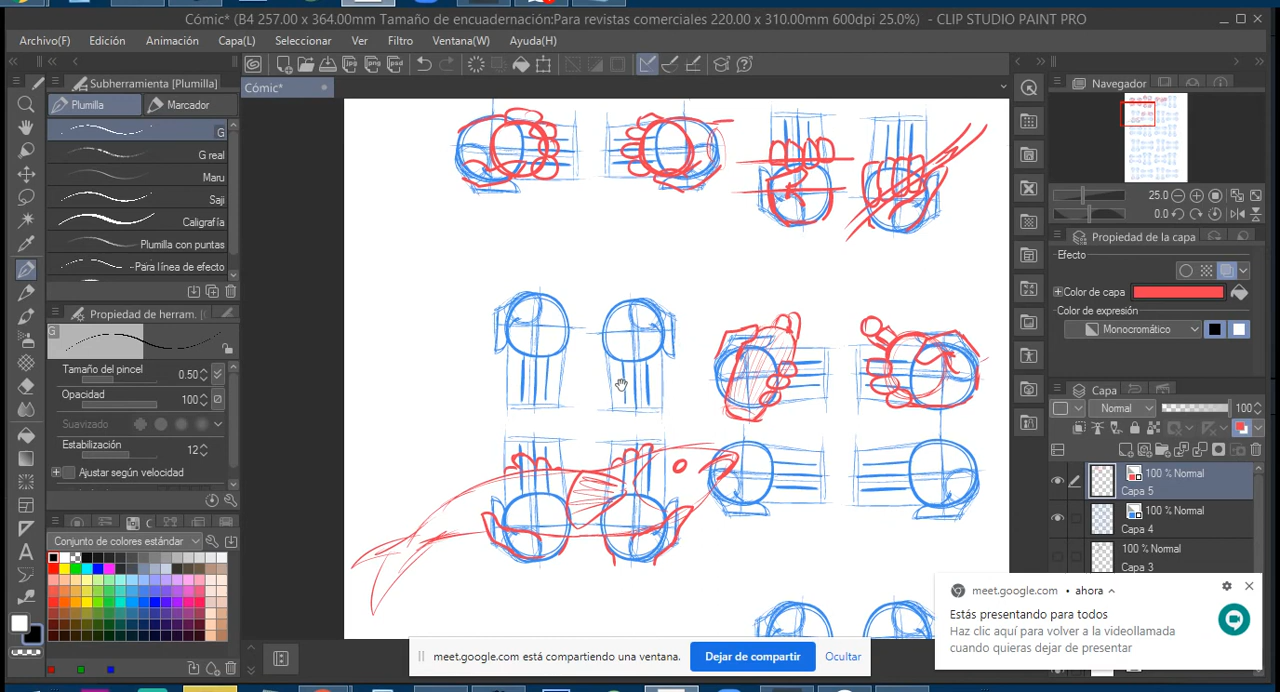 Cómic* (B4 257.00 x 364.00mm Tamaño de encuadernación:Para revistas comerciales 220.00 x 310.00mm 600dpi 25.0%) - CLIP STUDIO PAINT PRO
Archivo(F) Edición Animación Capa(L) Seleccionar Ver Filtro Ventana(W) Ayuda(H)
Subherramienta [Plumilla]
Plumilla Marcador
G
G real
Maru
Saji
Caligrafía
Plumilla con puntas
Para línea de efecto
Propiedad de herram.
G
Tamaño del pincel 0.50
Opacidad 100
Suavizado
Estabilización 12
Ajustar según velocidad
C
Conjunto de colores estándar
Cómic*
Navegador
25.0
0.0
Propiedad de la capa
Efecto
Color de capa
Color de expresión
Monocromático
Capa
Normal 100
100 % Normal
Capa 5
100 % Normal
Capa 4
100 % Normal
Capa 3
meet.google.com • ahora
Estás presentando para todos
Haz clic aquí para volver a la videollamada
cuando quieras dejar de presentar
meet.google.com está compartiendo una ventana. Dejar de compartir Ocultar